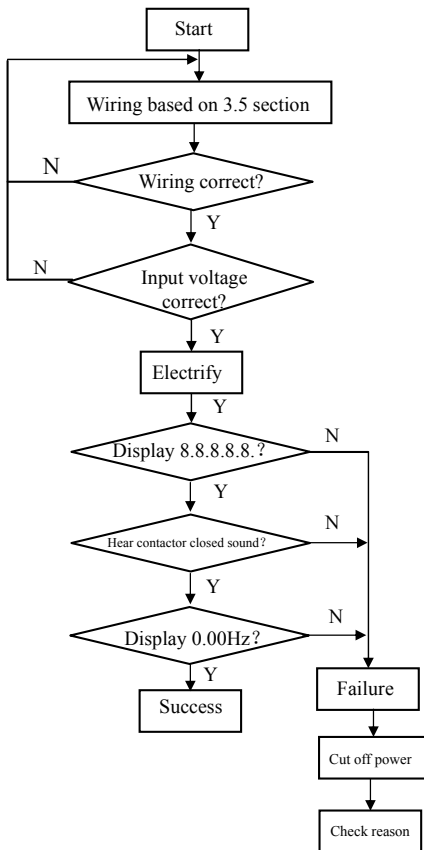 Start
Wiring based on 3.5 section
N
Wiring correct?
Y
N
Input voltage
correct?
Y
Electrify
Y
N
Display 8.8.8.8.8.?
Y
Hear contactor closed sound?
N
Y
N
Display 0.00Hz?
Y
Failure
Success
Cut off power
Check reason